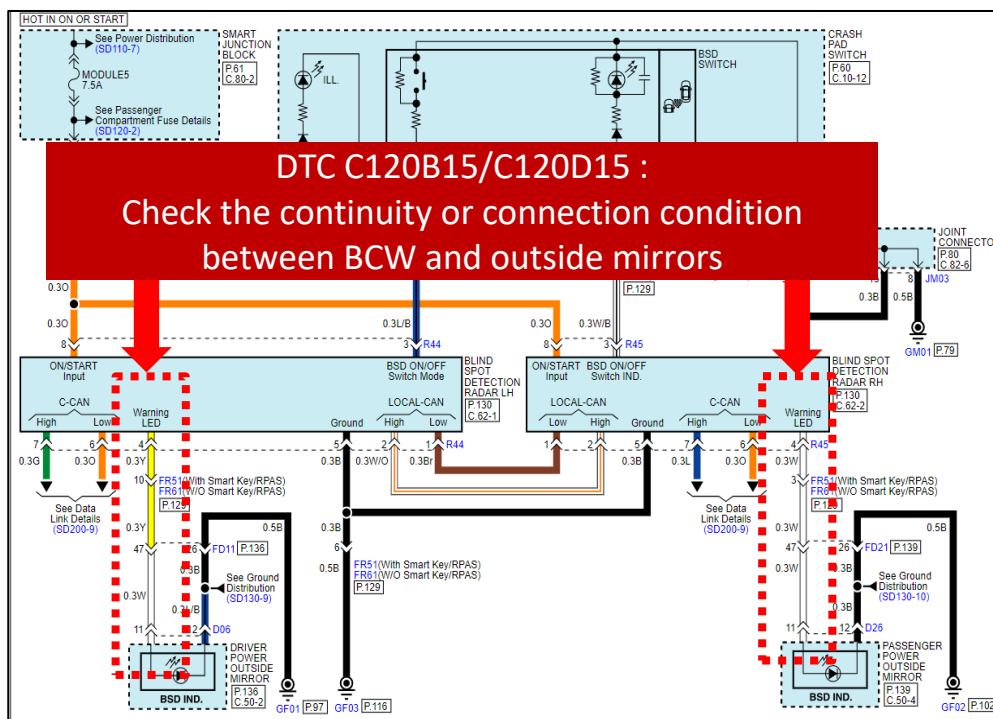 HOT IN ON OR START
See Power Distribution
(SD110-7)
MODULE5
7.5A
See Passenger
Compartment Fuse Details
(SD120-2)
SMART
JUNCTION
BLOCK
P.61
C.80-2
ILL.
BSD
SWITCH
CRASH
PAD
SWITCH
P.60
C.10-12
DTC C120B15/C120D15 :
Check the continuity or connection condition
between BCW and outside mirrors
JOINT
CONNECTO
P.80
C.82-6
P.129
8 JM03
0.3B 0.5B
GM01 P.79
0.3O
0.3O 0.3L/B 0.3O 0.3W/B
8 3 R44 8 3 R45
ON/START
Input
BSD ON/OFF
Switch Mode
C-CAN
High Low
Warning
LED
Ground
LOCAL-CAN
High Low
BLIND
SPOT
DETECTION
RADAR LH
P.130
C.62-1
ON/START
Input
BSD ON/OFF
Switch IND.
LOCAL-CAN
Low High
Ground
C-CAN
High Low
Warning
LED
BLIND SPOT
DETECTION
RADAR RH
P.130
C.62-2
7 6 4 5 2 1 R44 1 2 5 7 6 4 R45
0.3G 0.3O 0.3Y 0.3B 0.3W/O 0.3Br 0.3B 0.3L 0.3O 0.3W
10 FR51(With Smart Key/RPAS)
FR61(W/O Smart Key/RPAS)
P.129
3 FR51(With Smart Key/RPAS)
FR61(W/O Smart Key/RPAS)
See Data
Link Details
(SD200-9)
See Data
Link Details
(SD200-9)
0.3Y 0.5B 0.3B 0.3W 0.5B
47 26 FD11 P.136
6 FR51(With Smart Key/RPAS)
FR61(W/O Smart Key/RPAS)
P.129
47 26 FD21 P.139
0.3B 0.5B 0.3W 0.3B
See Ground
Distribution
(SD130-9)
See Ground
Distribution
(SD130-10)
0.3W 0.3L/B 0.3B
11 12 D06 11 12 D26
DRIVER
POWER
OUTSIDE
MIRROR
P.136
C.50-2
BSD IND.
GF01 P.97
GF03 P.116
PASSENGER
POWER
OUTSIDE
MIRROR
P.139
C.50-4
BSD IND.
GF02 P.102